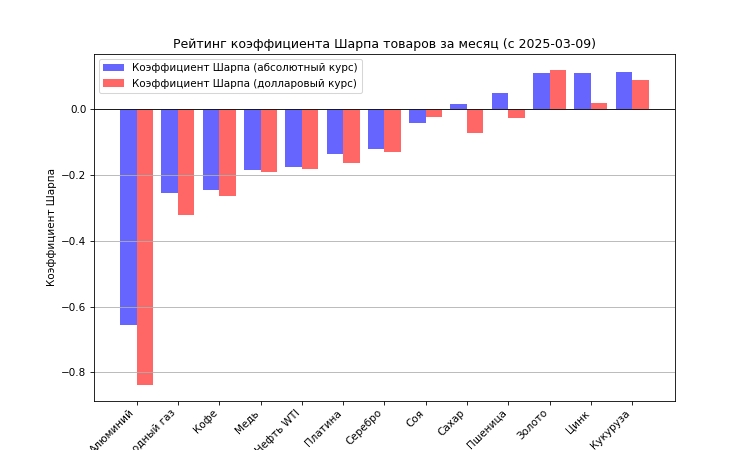 Рейтинг коэффициента Шарпа товаров за месяц (с 2025-03-09)
Коэффициент Шарпа (абсолютный курс)
Коэффициент Шарпа (долларовый курс)
Коэффициент Шарпа
0.0
−0.2
−0.4
−0.6
−0.8
Алюминий
одный газ
Кофе
Медь
Нефть WTI
Платина
Серебро
Соя
Сахар
Пшеница
Золото
Цинк
Кукуруза